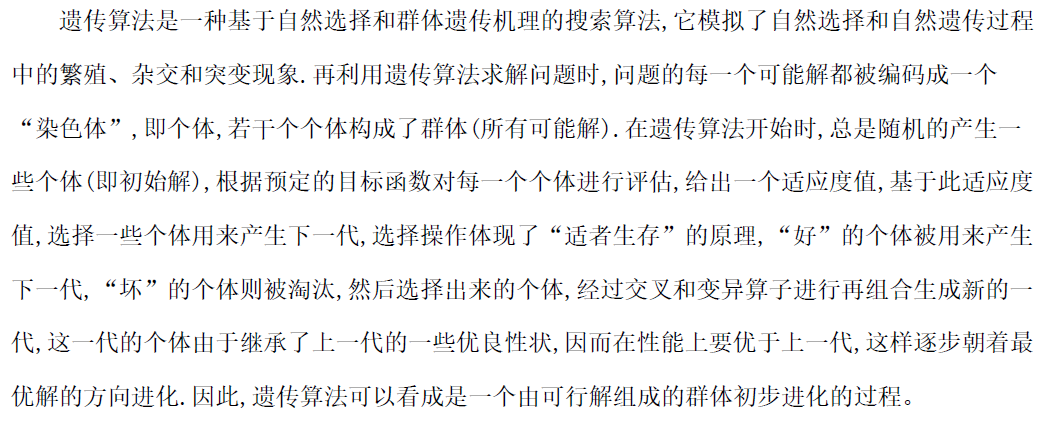 遗传算法是一种基于自然选择和群体遗传机理的搜索算法,它模拟了自然选择和自然遗传过程
中的繁殖、杂交和突变现象.再利用遗传算法求解问题时,问题的每一个可能解都被编码成一个
“染色体”,即个体,若干个个体构成了群体(所有可能解).在遗传算法开始时,总是随机的产生一
些个体(即初始解),根据预定的目标函数对每一个个体进行评估,给出一个适应度值,基于此适应度
值,选择一些个体用来产生下一代,选择操作体现了“适者生存”的原理,“好”的个体被用来产生
下一代,“坏”的个体则被淘汰,然后选择出来的个体,经过交叉和变异算子进行再组合生成新的一
代,这一代的个体由于继承了上一代的一些优良性状,因而在性能上要优于上一代,这样逐步朝着最
优解的方向进化.因此,遗传算法可以看成是一个由可行解组成的群体初步进化的过程。